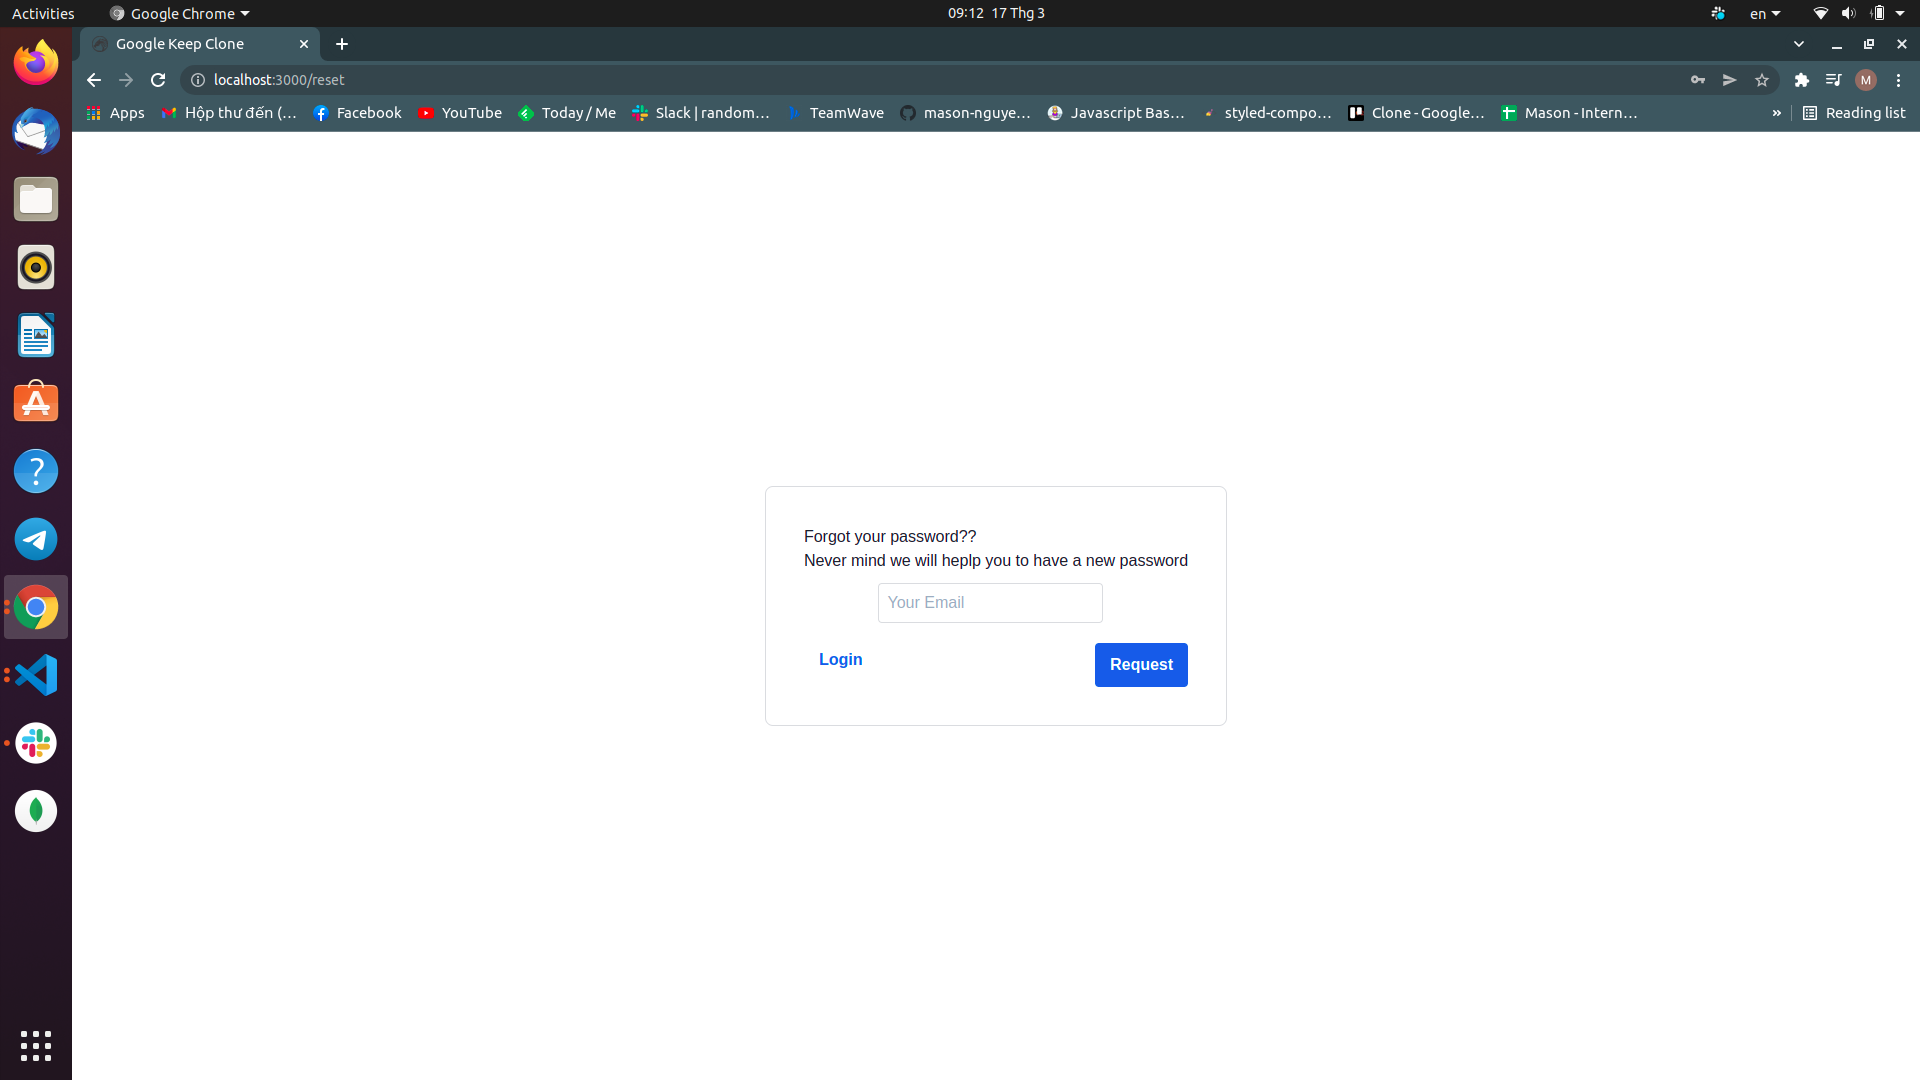 Activities
Google Chrome
09:12 17 Thg 3
en
Google Keep Clone
localhost:3000/reset
M
Apps
Hộp thư đến (…
Facebook
YouTube
Today / Me
Slack | random…
TeamWave
mason-nguye…
Javascript Bas…
styled-compo…
Clone - Google…
Mason - Intern…
»
Reading list
Forgot your password??
Never mind we will heplp you to have a new password
Your Email
Login
Request